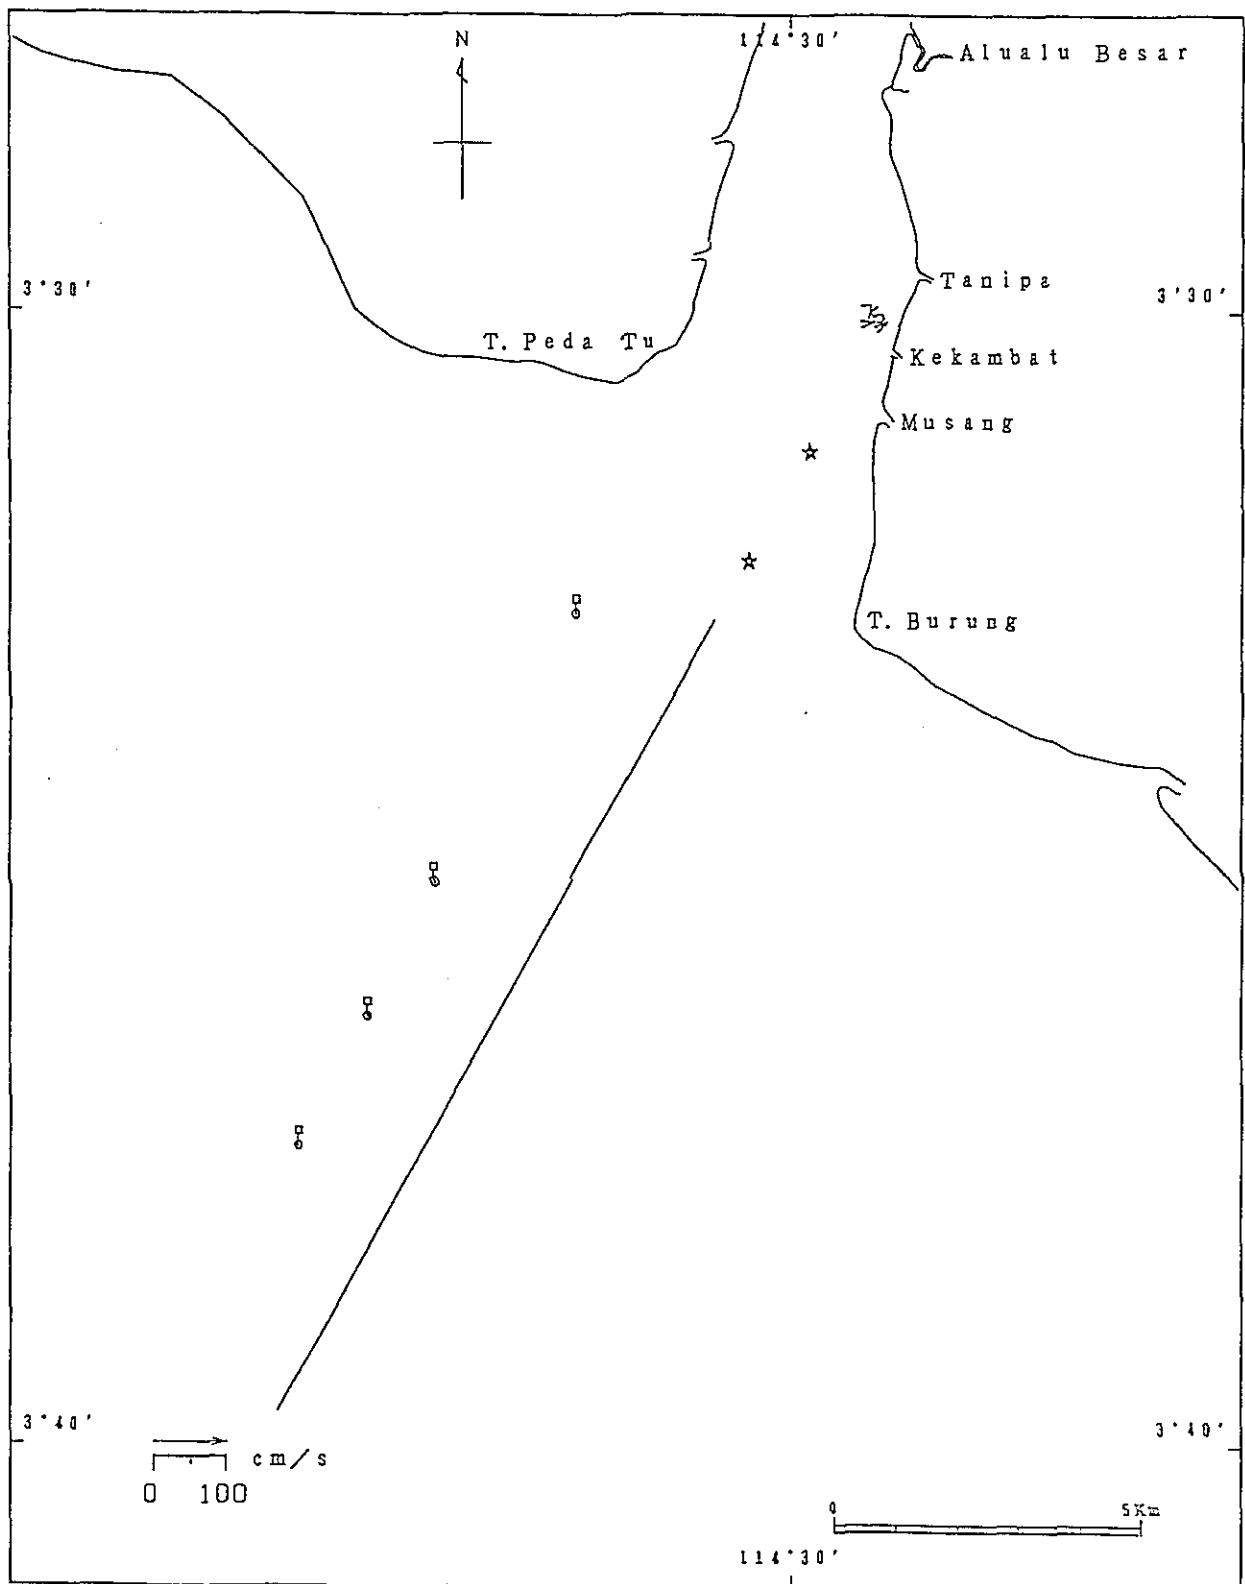 N
114°30'
Alualu Besar
3°30'
Tanipa
3'30'
T. Peda Tu
Kekambat
Musang
T. Burung
3°40'
3°40'
cm/s
0 100
0 5Km
114°30'